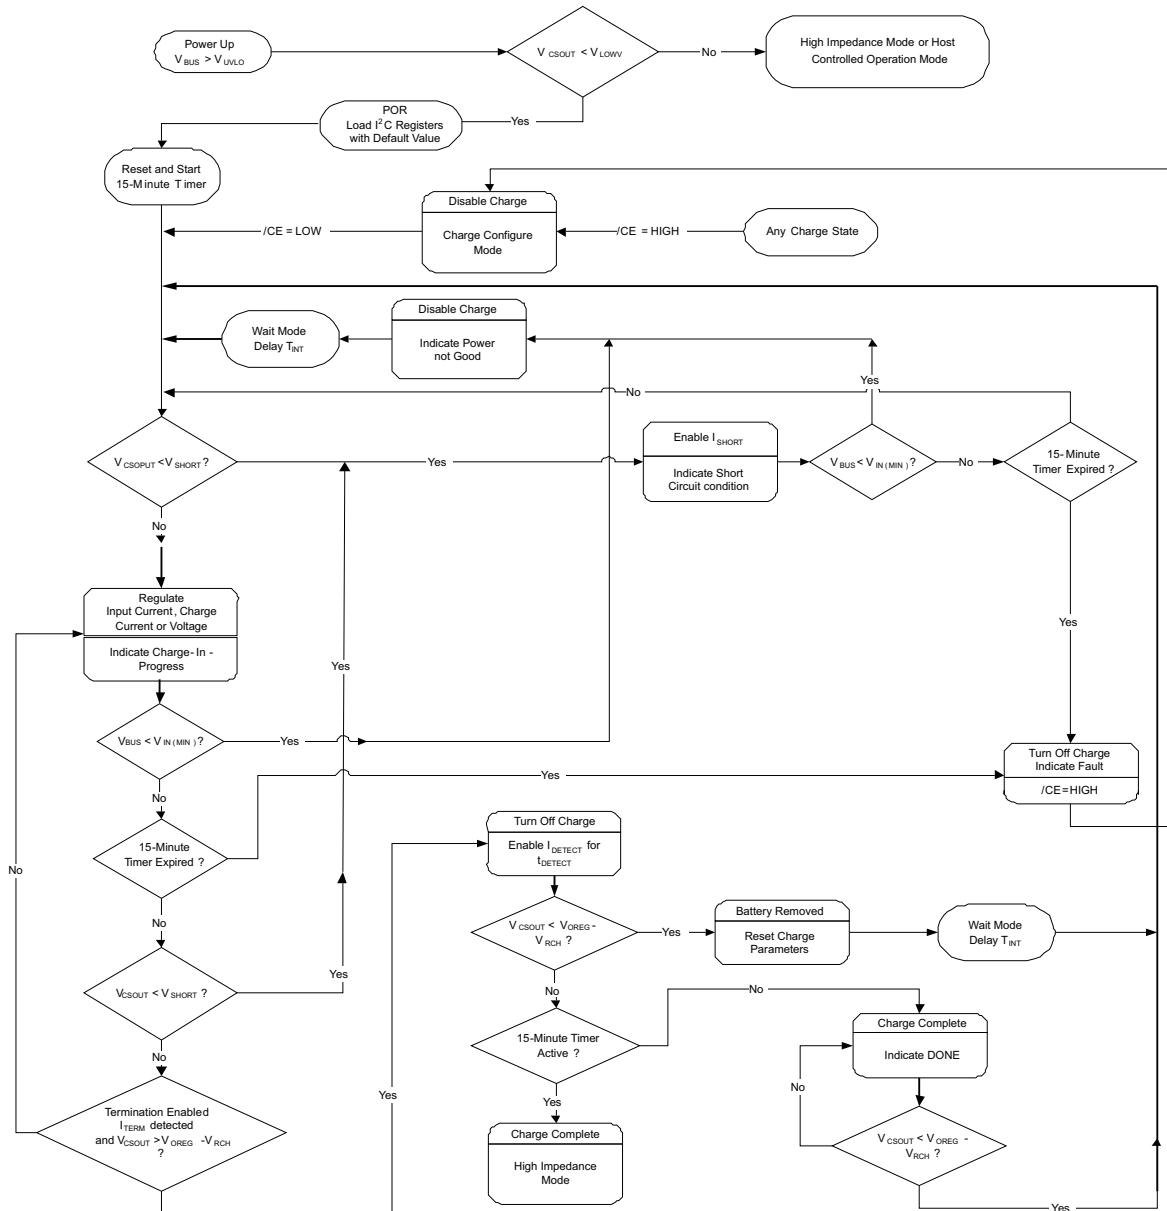 Power Up
V BUS > V UVLO
V CSOUT < V LOWV
No
High Impedance Mode or Host
Controlled Operation Mode
POR
Load I2C Registers
with Default Value
Yes
Reset and Start
15-Minute Timer
Disable Charge
Charge Configure
Mode
/CE = LOW
/CE = HIGH
Any Charge State
Disable Charge
Indicate Power
not Good
Wait Mode
Delay TINT
Yes
No
V CSOPUT < V SHORT ?
Yes
Enable I SHORT
Indicate Short
Circuit condition
V BUS < V IN (MIN) ?
No
15-Minute
Timer Expired ?
No
Regulate
Input Current, Charge
Current or Voltage
Indicate Charge-In -
Progress
Yes
Yes
VBUS < V IN (MIN) ?
Yes
Turn Off Charge
Indicate Fault
/CE=HIGH
Yes
No
15-Minute
Timer Expired ?
No
Turn Off Charge
Enable I DETECT for
tDETECT
No
V CSOUT < V OREG -
V RCH ?
Yes
Battery Removed
Reset Charge
Parameters
Wait Mode
Delay TINT
VCSOUT < V SHORT ?
Yes
No
No
15-Minute Timer
Active ?
Charge Complete
Indicate DONE
No
Termination Enabled
ITERM detected
and VCSOUT > V OREG - V RCH
?
Yes
Yes
No
Charge Complete
High Impedance
Mode
V CSOUT < V OREG -
V RCH ?
Yes